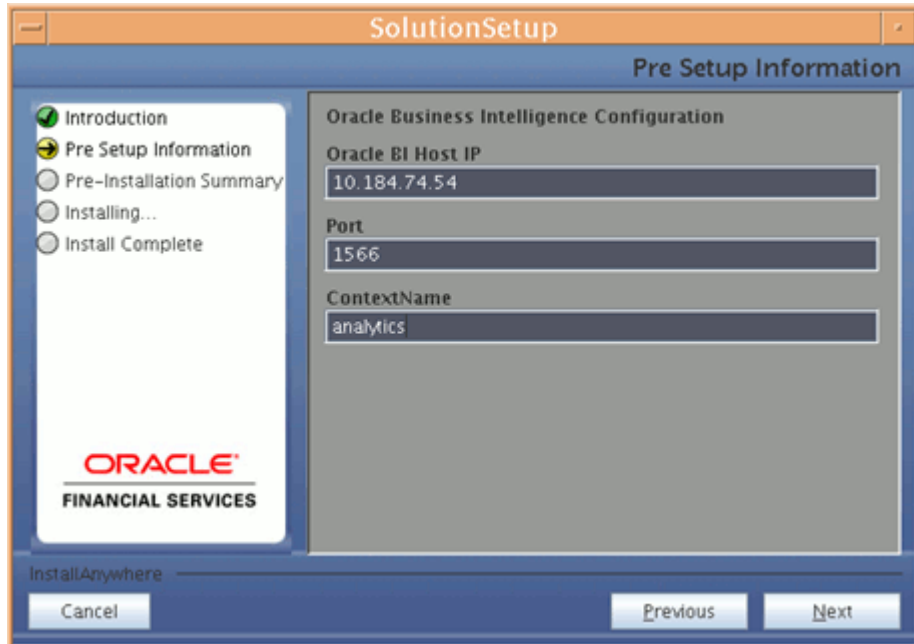 SolutionSetup
Pre Setup Information
Introduction
Pre Setup Information
Pre-Installation Summary
Installing...
Install Complete
ORACLE
FINANCIAL SERVICES
Oracle Business Intelligence Configuration
Oracle BI Host IP
10.184.74.54
Port
1566
ContextName
analytics
InstallAnywhere
Cancel
Previous
Next